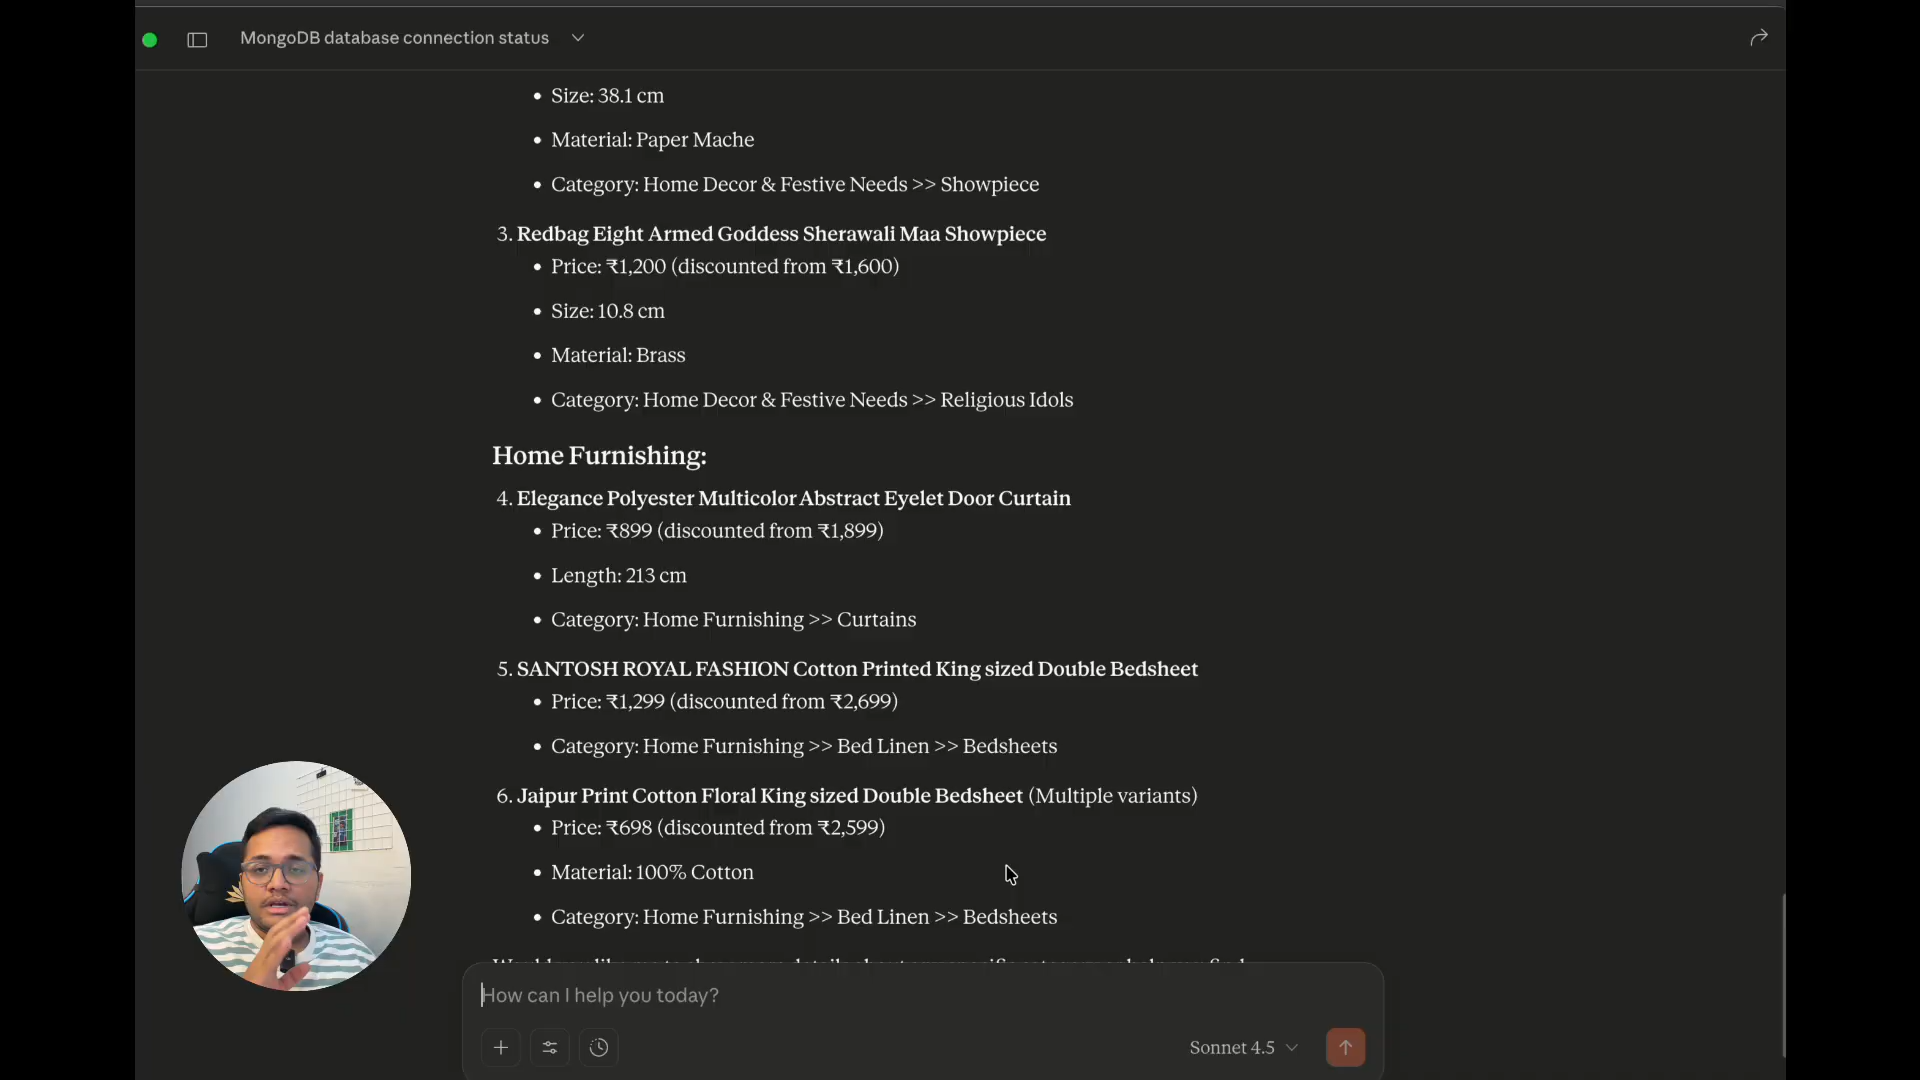 MongoDB database connection status
• Size: 38.1 cm
• Material: Paper Mache
• Category: Home Decor & Festive Needs >> Showpiece
3. Redbag Eight Armed Goddess Sherawali Maa Showpiece
• Price: ₹1,200 (discounted from ₹1,600)
• Size: 10.8 cm
• Material: Brass
• Category: Home Decor & Festive Needs >> Religious Idols
Home Furnishing:
4. Elegance Polyester Multicolor Abstract Eyelet Door Curtain
• Price: ₹899 (discounted from ₹1,899)
• Length: 213 cm
• Category: Home Furnishing >> Curtains
5. SANTOSH ROYAL FASHION Cotton Printed King sized Double Bedsheet
• Price: ₹1,299 (discounted from ₹2,699)
• Category: Home Furnishing >> Bed Linen >> Bedsheets
6. Jaipur Print Cotton Floral King sized Double Bedsheet (Multiple variants)
• Price: ₹698 (discounted from ₹2,599)
• Material: 100% Cotton
• Category: Home Furnishing >> Bed Linen >> Bedsheets
How can I help you today?
Sonnet 4.5